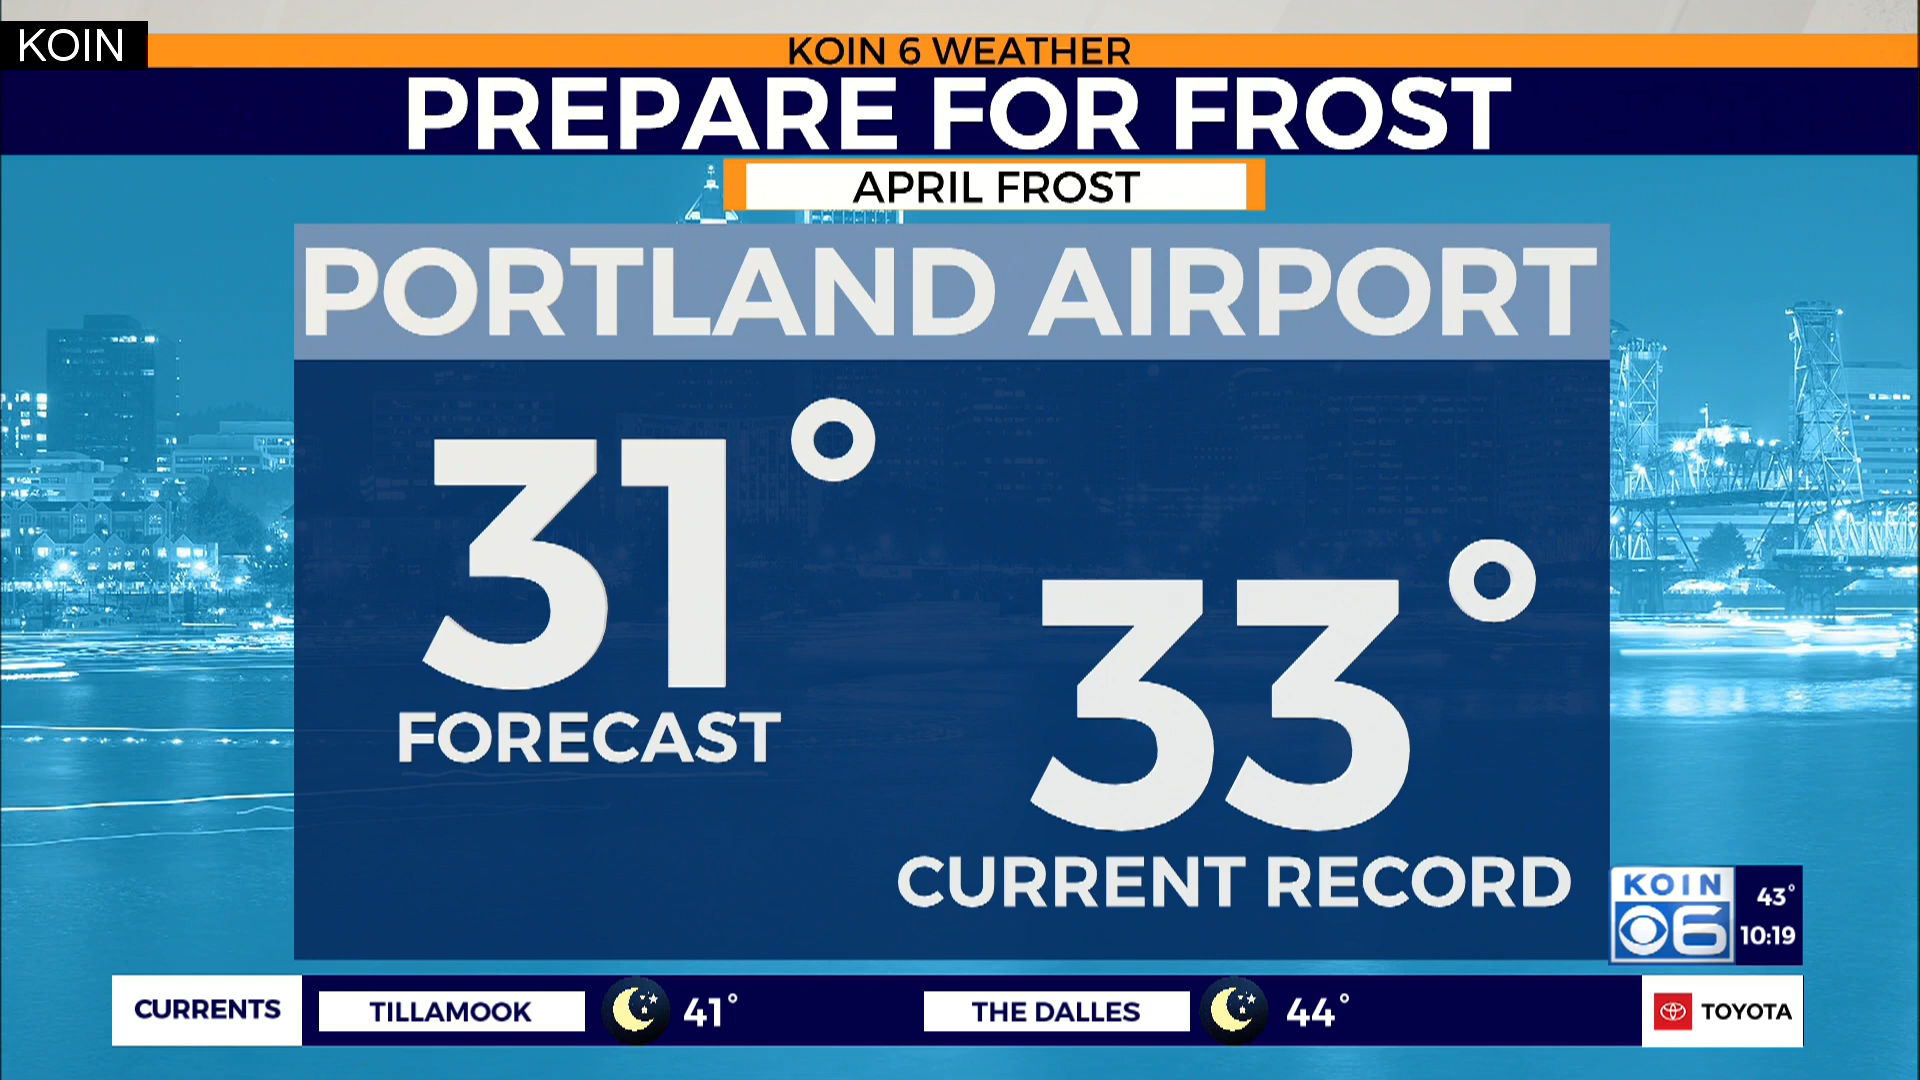 KOIN
KOIN 6 WEATHER
PREPARE FOR FROST
APRIL FROST
PORTLAND AIRPORT
31°
FORECAST
33°
CURRENT RECORD
KOIN
6
43°
10:19
CURRENTS
TILLAMOOK
41°
THE DALLES
44°
TOYOTA